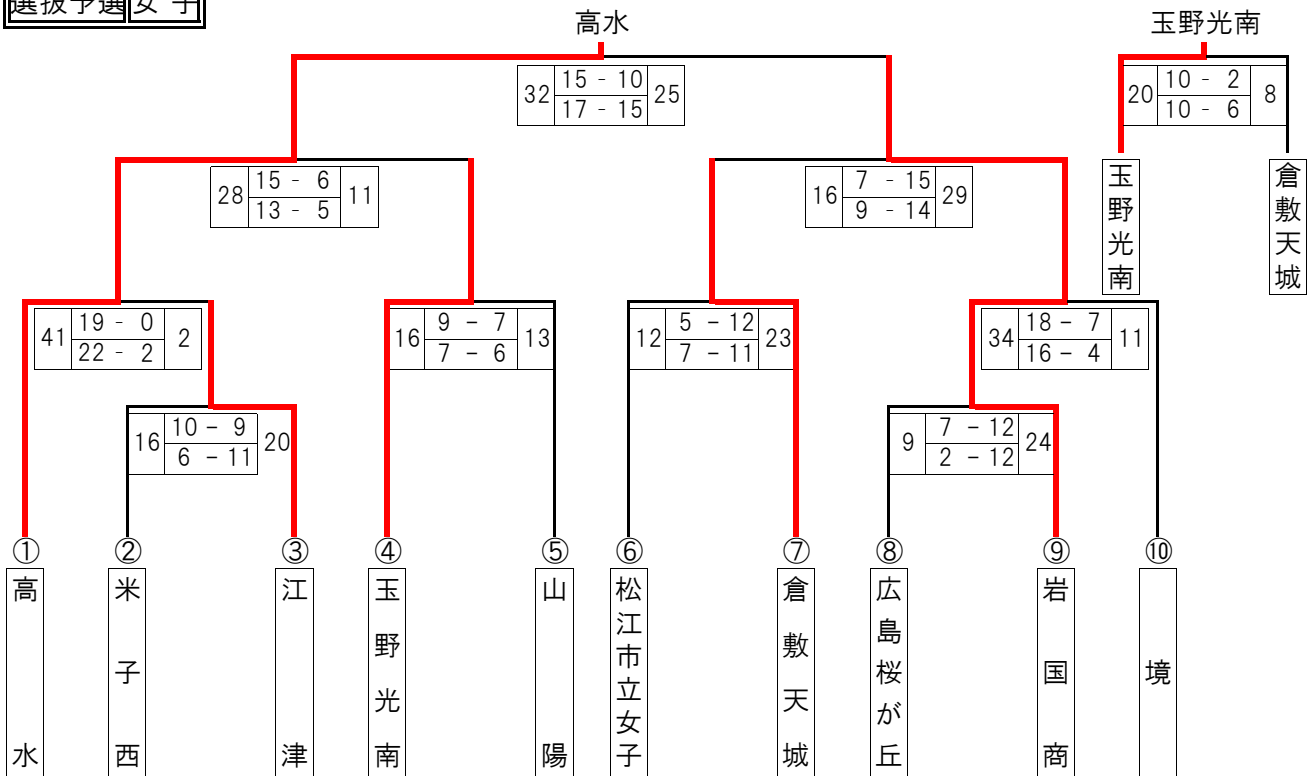 選抜予選 女子
高水
玉野光南
32 15 - 10 25
17 - 15
20 10 - 2 8
10 - 6
玉野光南
倉敷天城
28 15 - 6 11
13 - 5
16 7 - 15 29
9 - 14
41 19 - 0 2
22 - 2
16 9 - 7 13
7 - 6
12 5 - 12 23
7 - 11
34 18 - 7 11
16 - 4
16 10 - 9 20
6 - 11
9 7 - 12 24
2 - 12
① ② ③ ④ ⑤ ⑥ ⑦ ⑧ ⑨ ⑩
高水
米子西
江津
玉野光南
山陽
松江市立女子
倉敷天城
広島桜が丘
岩国商
境